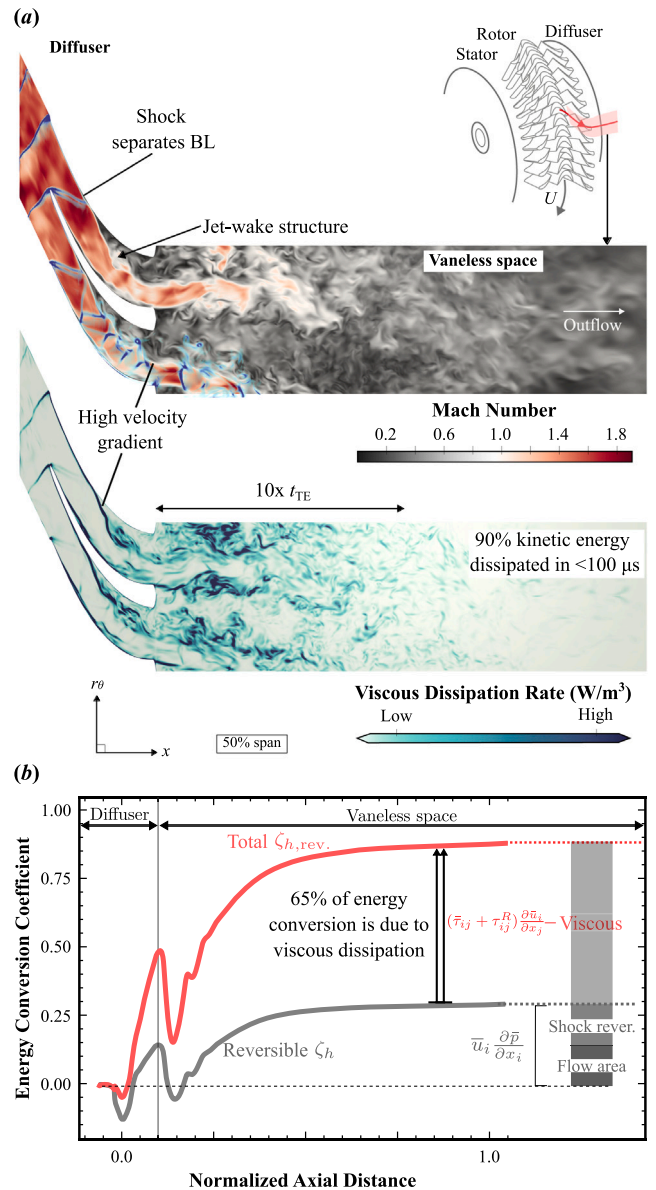 (a)
Diffuser
Rotor
Diffuser
Stator
U
Shock
separates BL
Jet-wake structure
Vaneless space
Outflow
High velocity
gradient
Mach Number
0.2 0.6 1.0 1.4 1.8
10x t_TE
90% kinetic energy
dissipated in <100 μs
rθ
x
50% span
Viscous Dissipation Rate (W/m³)
Low High
(b)
Energy Conversion Coefficient
1.00
0.75
0.50
0.25
0.00
Diffuser
Vaneless space
Total ζ_{h,rev.}
65% of energy
conversion is due to
viscous dissipation
(τ̄_{ij} + τ^R_{ij}) ∂ū_i/∂x_j – Viscous
Reversible ζ_h
ū_i ∂p̄/∂x_i
Shock rever.
Flow area
0.0 1.0
Normalized Axial Distance